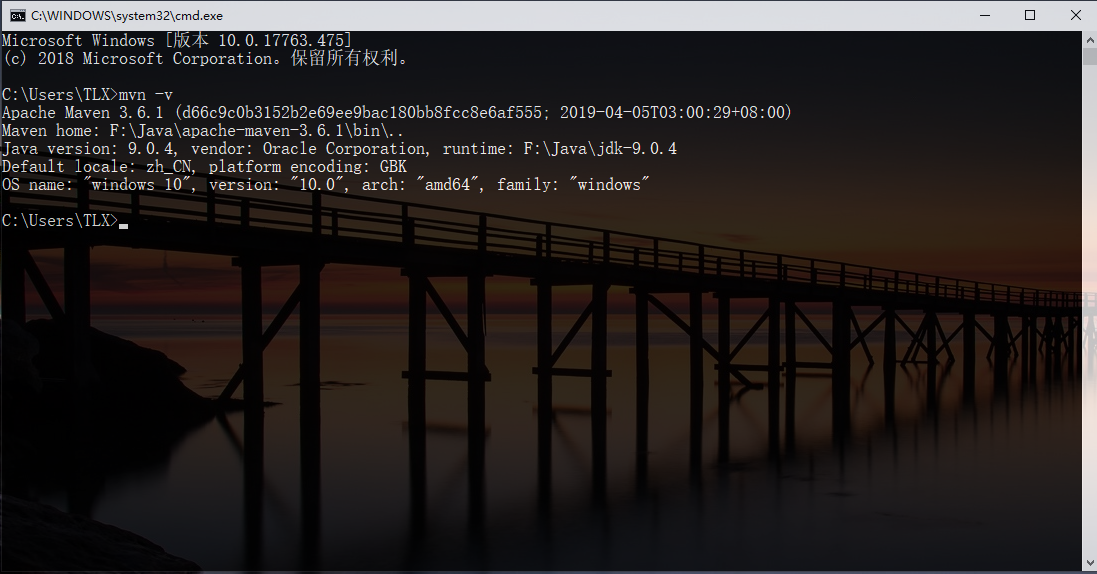 C:\WINDOWS\system32\cmd.exe
Microsoft Windows [版本 10.0.17763.475]
(c) 2018 Microsoft Corporation。保留所有权利。
C:\Users\TLX>mvn -v
Apache Maven 3.6.1 (d66c9c0b3152b2e69ee9bac180bb8fcc8e6af555; 2019-04-05T03:00:29+08:00)
Maven home: F:\Java\apache-maven-3.6.1\bin\..
Java version: 9.0.4, vendor: Oracle Corporation, runtime: F:\Java\jdk-9.0.4
Default locale: zh_CN, platform encoding: GBK
OS name: "windows 10", version: "10.0", arch: "amd64", family: "windows"
C:\Users\TLX>